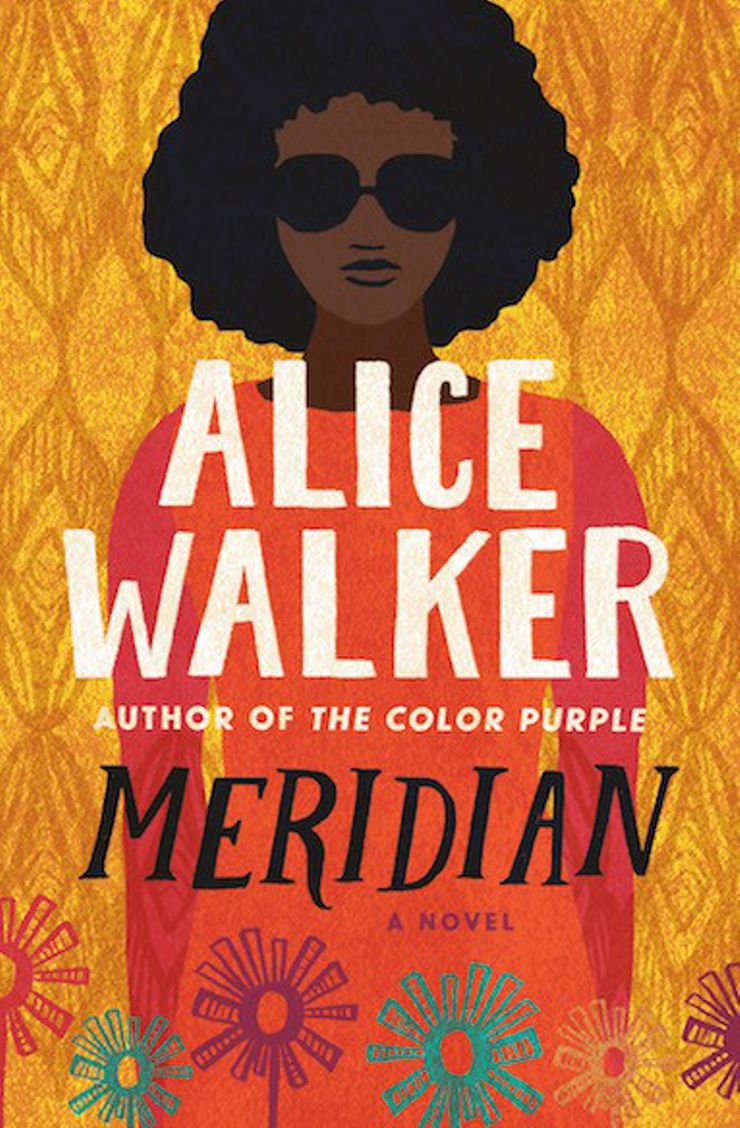 ALICE
WALKER
AUTHOR OF THE COLOR PURPLE
MERIDIAN
A NOVEL